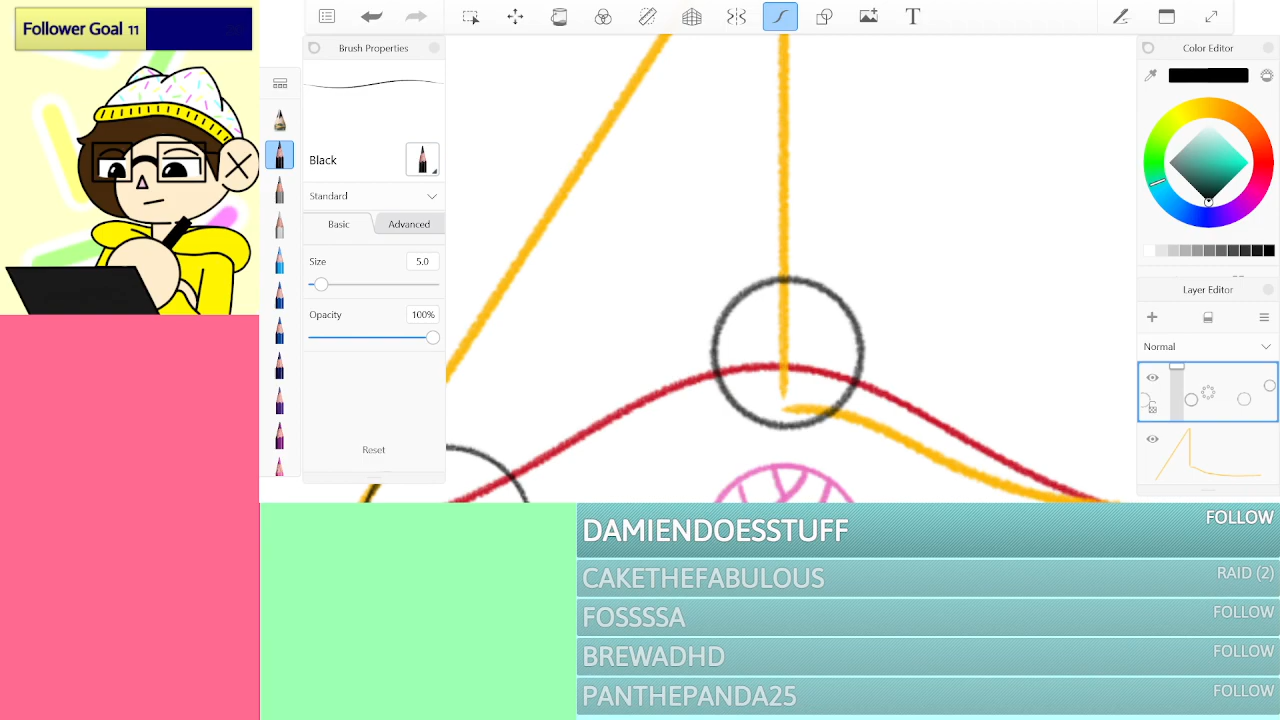 Follower Goal 11
T
Brush Properties
Black
Standard
Basic
Advanced
Size
5.0
Opacity
100%
Reset
Color Editor
Layer Editor
Normal
DAMIENDOESSTUFF FOLLOW
CAKETHEFABULOUS RAID (2)
FOSSSSA FOLLOW
BREWADHD FOLLOW
PANTHEPANDA25 FOLLOW